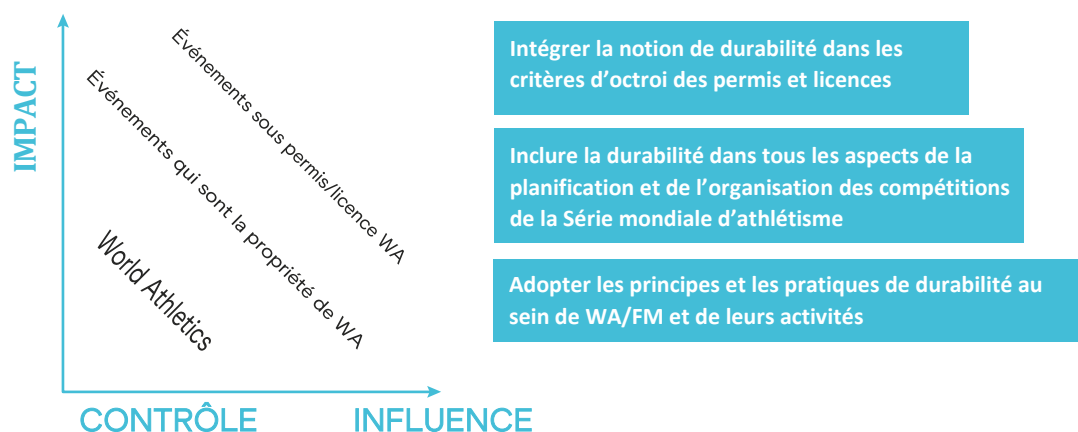 IMPACT
Événements sous permis/licence WA
Événements qui sont la propriété de WA
World Athletics
CONTRÔLE
INFLUENCE
Intégrer la notion de durabilité dans les
critères d’octroi des permis et licences
Inclure la durabilité dans tous les aspects de la
planification et de l’organisation des compétitions
de la Série mondiale d’athlétisme
Adopter les principes et les pratiques de durabilité au
sein de WA/FM et de leurs activités